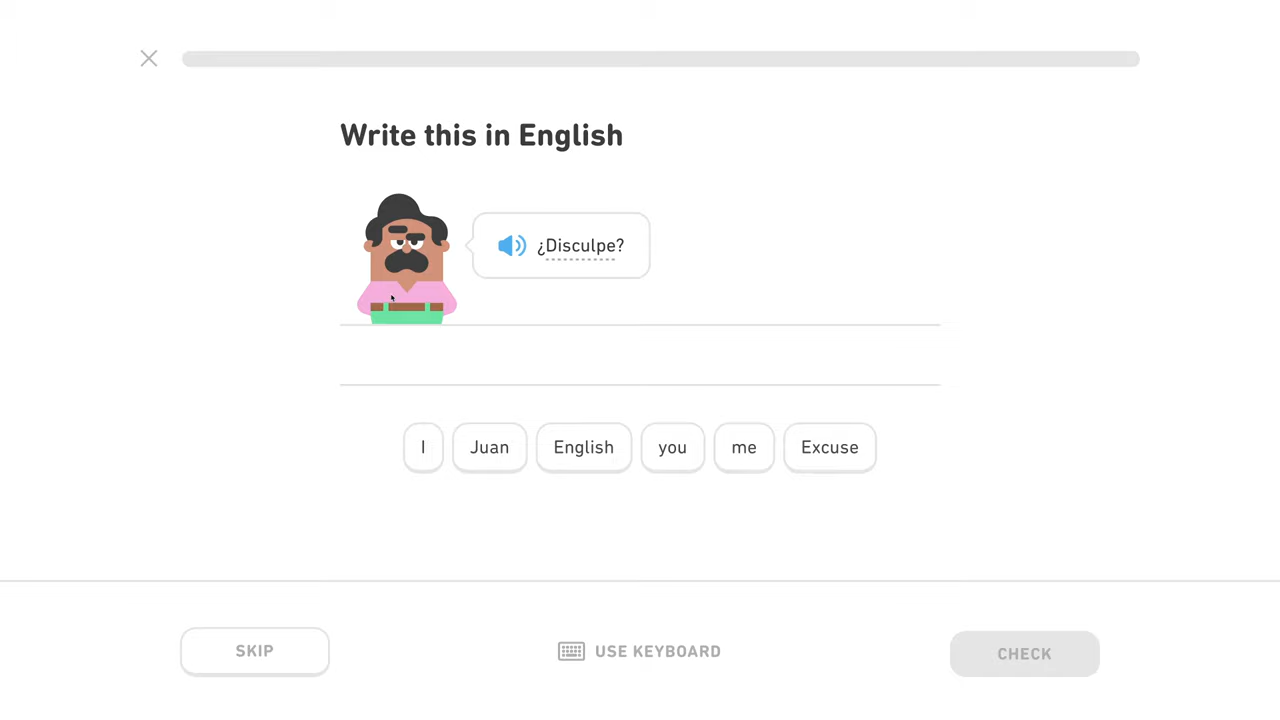 Write this in English
¿Disculpe?
I Juan English you me Excuse
SKIP USE KEYBOARD CHECK